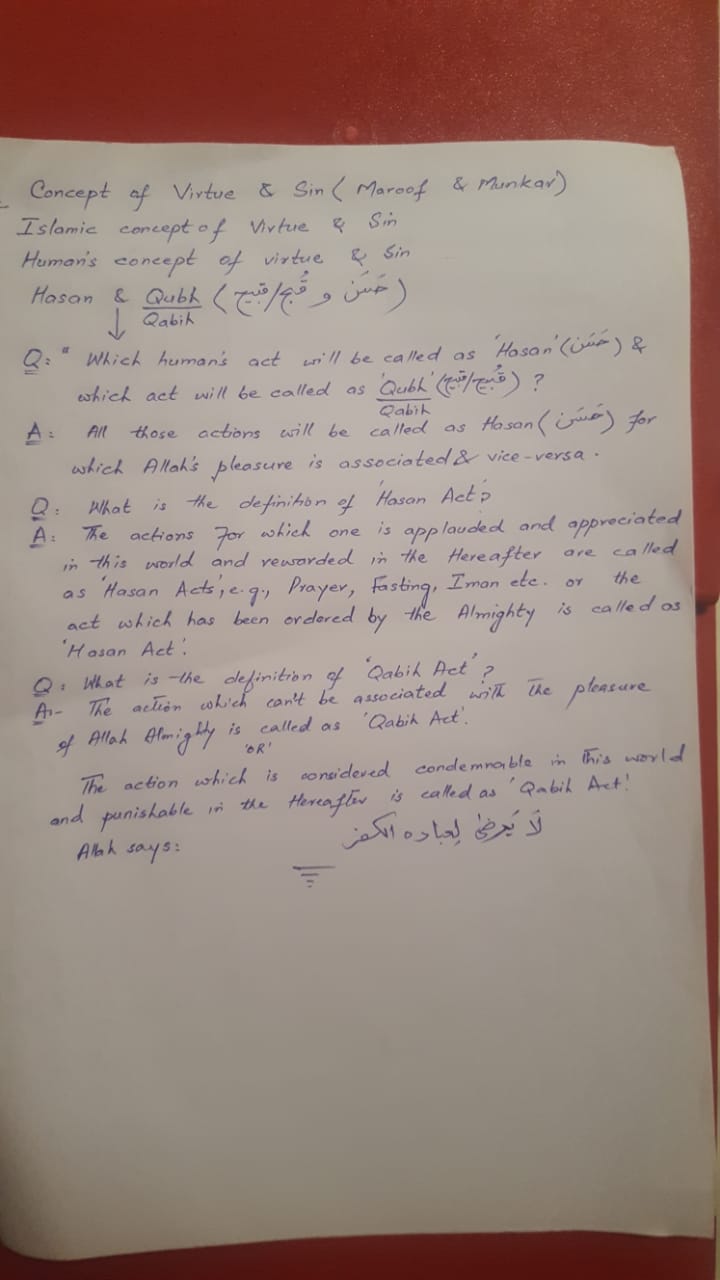 Concept of Virtue & Sin (Maroof & Munkar)
Islamic concept of Virtue & Sin
Human's concept of virtue & Sin
Hasan & Qubh (حَسَن و قُبح/قبیح)
Qabih
Q: " Which human's act will be called as 'Hasan' (حَسَن) &
which act will be called as 'Qubh' (قُبح/قبیح) ?
Qabih
A: All those actions will be called as Hasan (حَسَن) for
which Allah's pleasure is associated & vice-versa.
Q: What is the definition of 'Hasan Act'?
A: The actions for which one is applauded and appreciated
in this world and rewarded in the Hereafter are called
as 'Hasan Acts', e.g., Prayer, Fasting, Iman etc. or the
act which has been ordered by the Almighty is called as
'Hasan Act'.
Q: What is the definition of 'Qabih Act'?
A:- The action which can't be associated with the pleasure
of Allah Almighty is called as 'Qabih Act'.
'OR'
The action which is considered condemnable in this world
and punishable in the Hereafter is called as 'Qabih Act'.
Allah says: لَا یَرضٰی لِعِبادہ الکفر